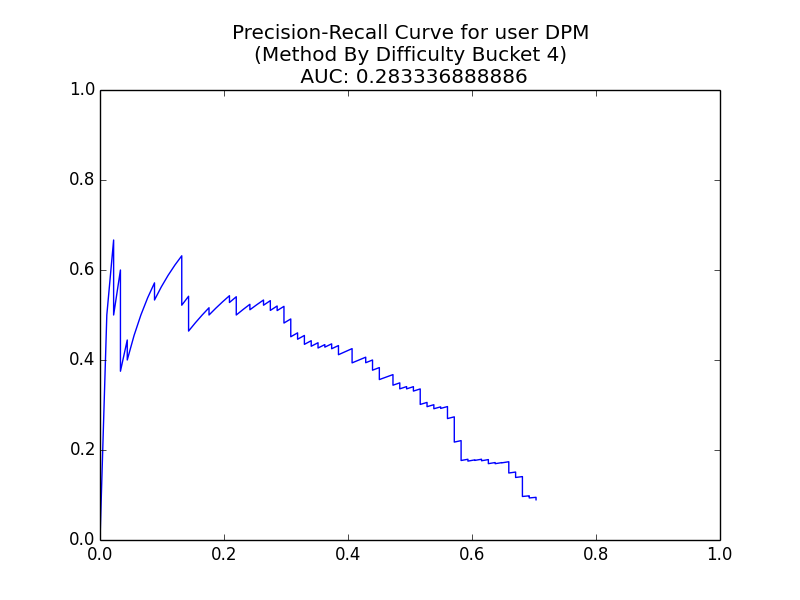 Precision-Recall Curve for user DPM
(Method By Difficulty Bucket 4)
AUC: 0.283336888886
1.0
0.8
0.6
0.4
0.2
0.0
0.0 0.2 0.4 0.6 0.8 1.0